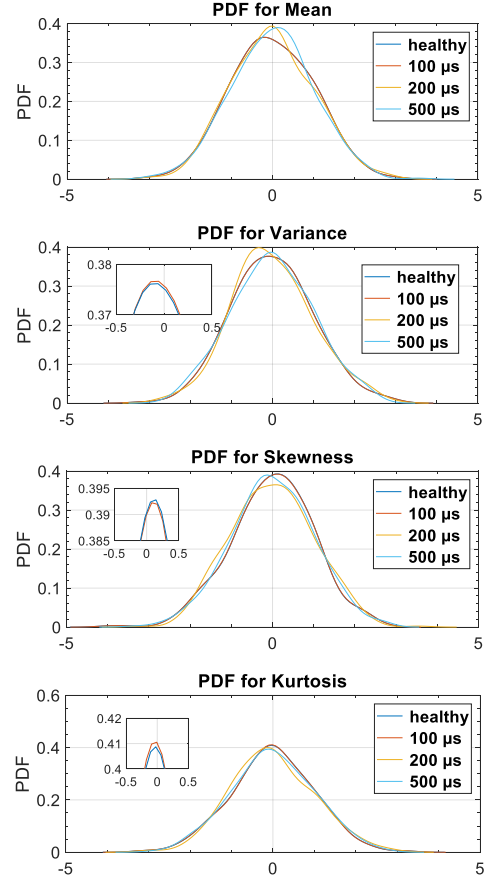 PDF for Mean
0.4
0.3
0.2
0.1
0
PDF
-5
0
5
healthy
100 µs
200 µs
500 µs
PDF for Variance
0.4
0.3
0.2
0.1
0
PDF
-5
0
5
0.38
0.37
-0.5
0
0.5
healthy
100 µs
200 µs
500 µs
PDF for Skewness
0.4
0.3
0.2
0.1
0
PDF
-5
0
5
0.395
0.39
0.385
-0.5
0
0.5
healthy
100 µs
200 µs
500 µs
PDF for Kurtosis
0.6
0.4
0.2
0
PDF
-5
0
5
0.42
0.41
0.4
-0.5
0
0.5
healthy
100 µs
200 µs
500 µs